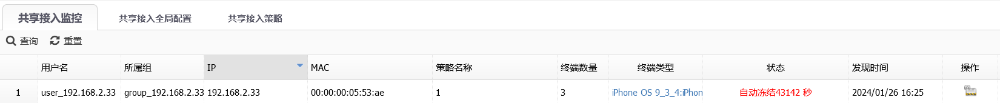 共享接入监控 共享接入全局配置 共享接入策略
查询 重置
用户名 所属组 IP MAC 策略名称 终端数量 终端类型 状态 发现时间 操作
1 user_192.168.2.33 group_192.168.2.33 192.168.2.33 00:00:00:05:53:ae 1 3 iPhone OS 9_3_4:iPhon 自动冻结43142 秒 2024/01/26 16:25